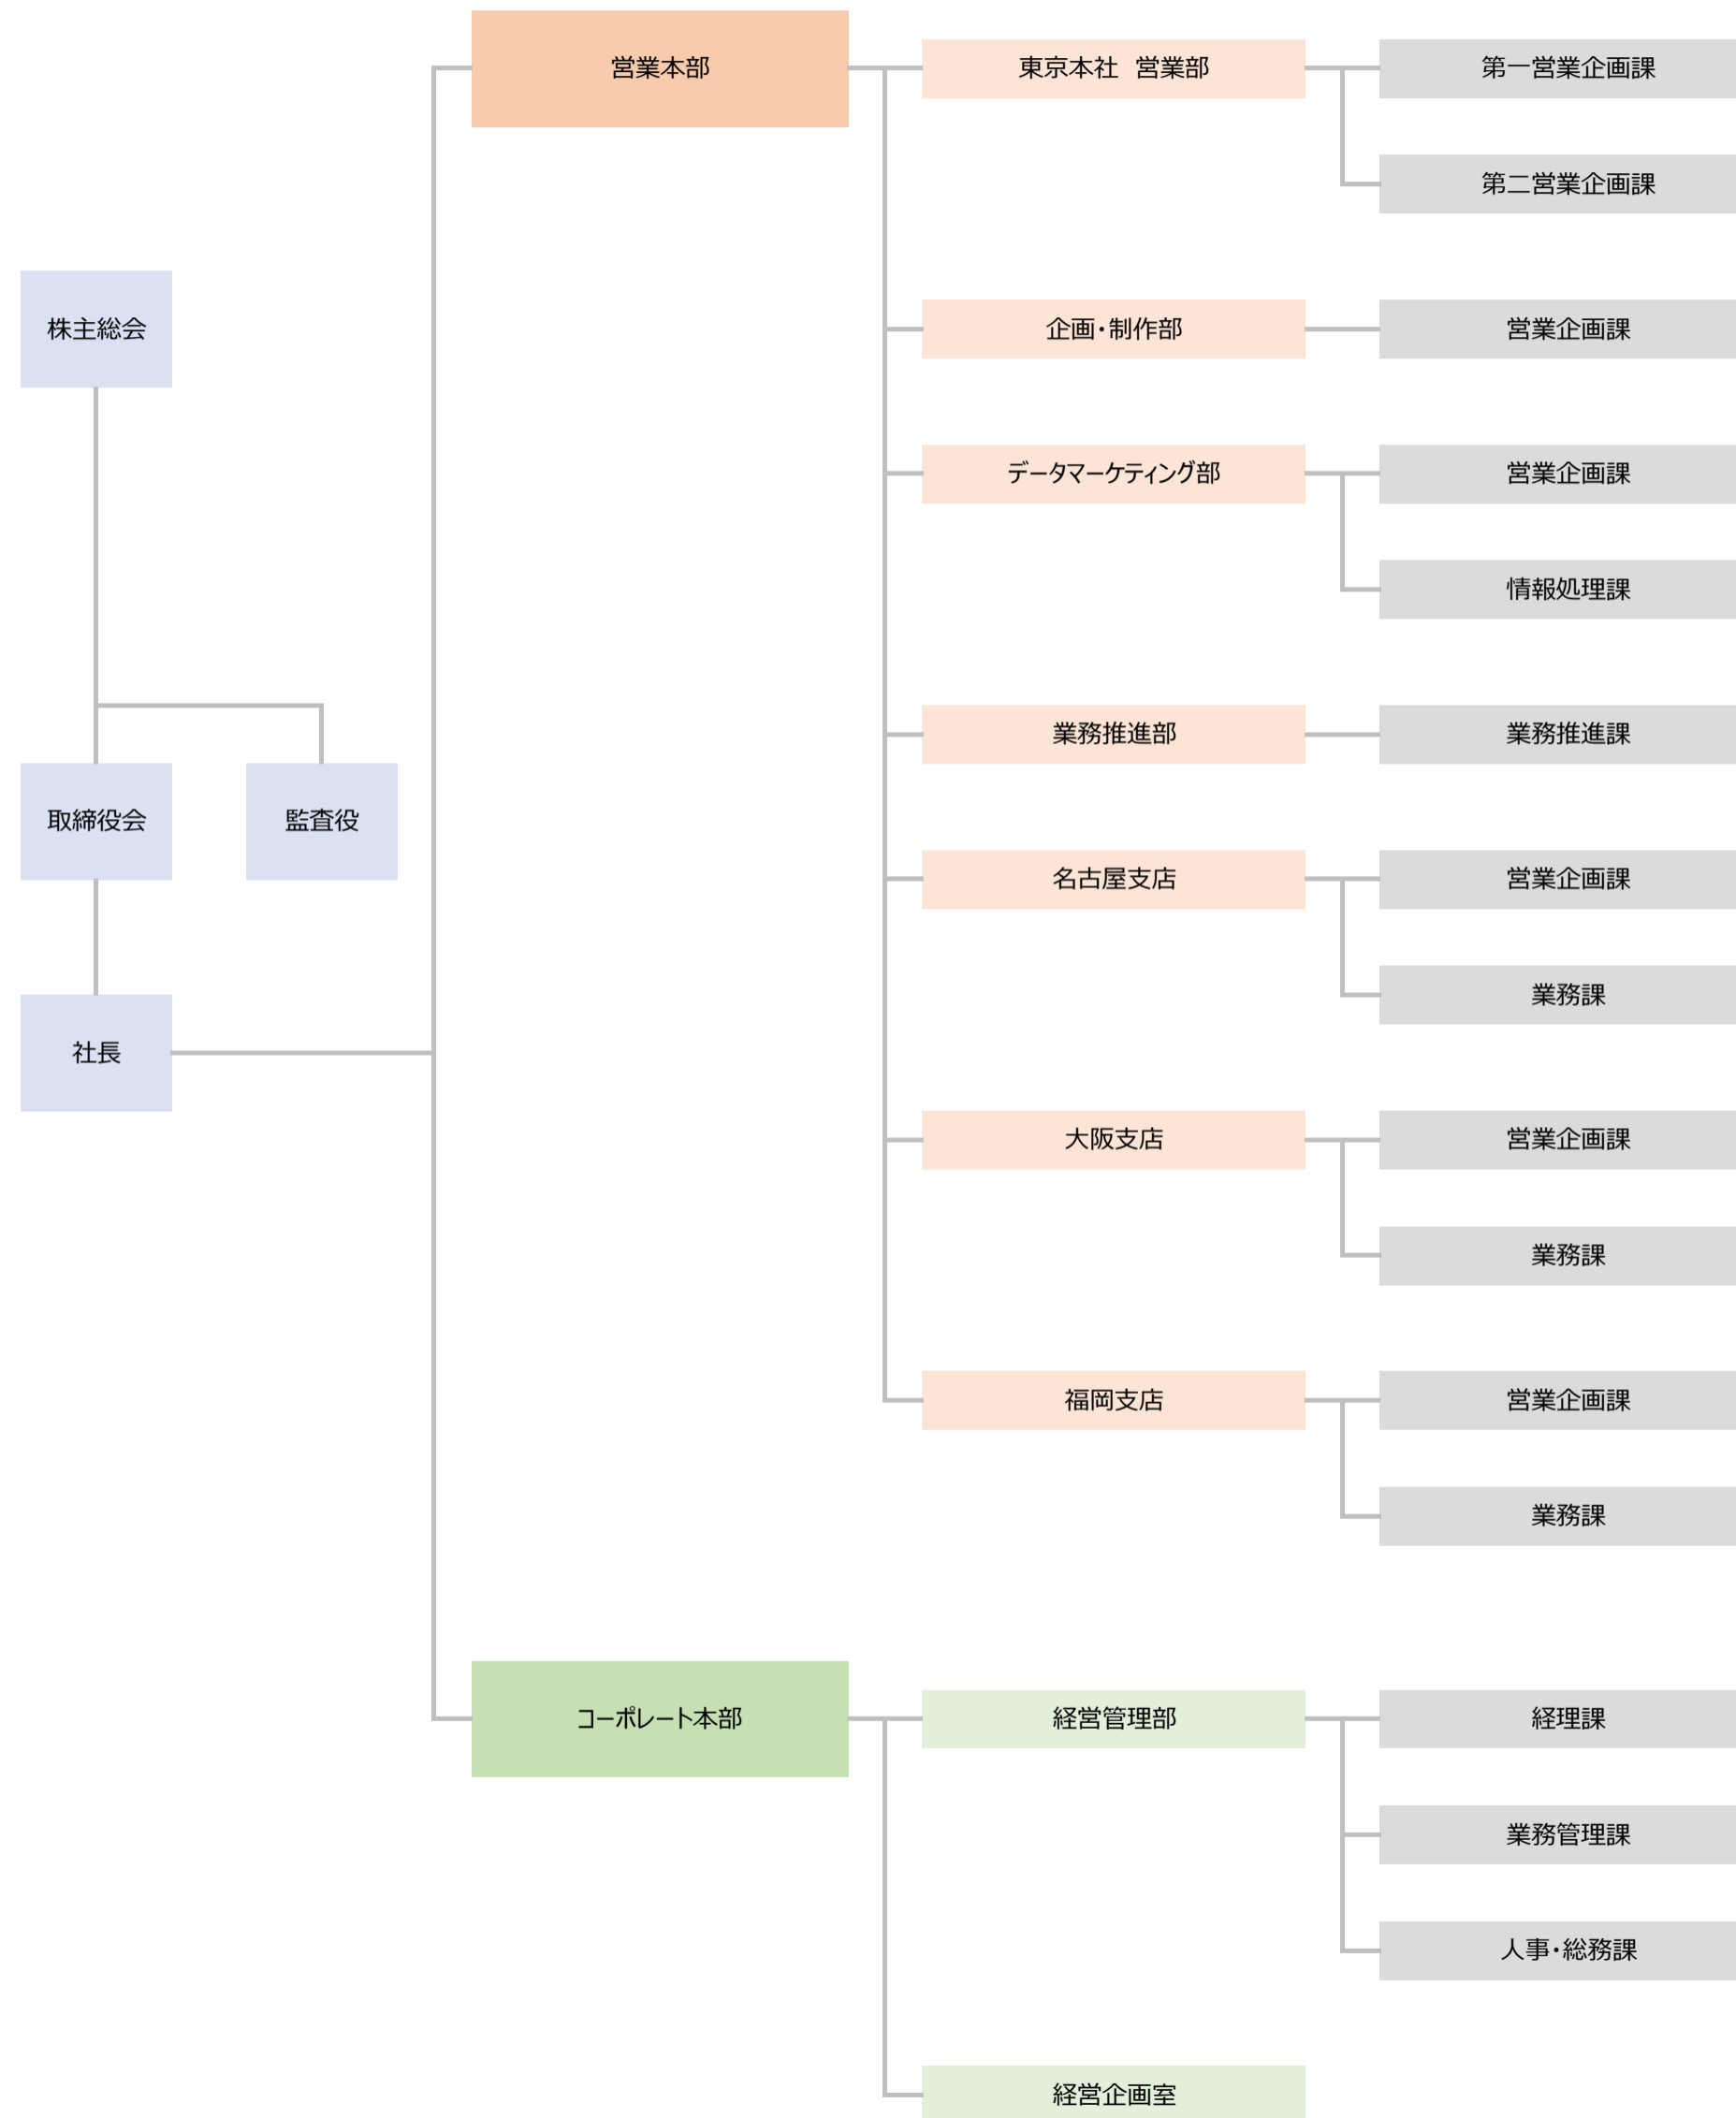 営業本部
東京本社　営業部
第一営業企画課
第二営業企画課
株主総会
企画・制作部
営業企画課
データマーケティング部
営業企画課
情報処理課
業務推進部
業務推進課
取締役会
監査役
名古屋支店
営業企画課
業務課
社長
大阪支店
営業企画課
業務課
福岡支店
営業企画課
業務課
コーポレート本部
経営管理部
経理課
業務管理課
人事・総務課
経営企画室